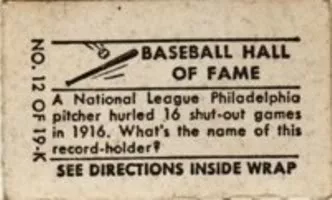 BASEBALL HALL
OF FAME
A National League Philadelphia
pitcher hurled 16 shut-out games
in 1916. What's the name of this
record-holder?
SEE DIRECTIONS INSIDE WRAP
NO. 12 OF 19-K